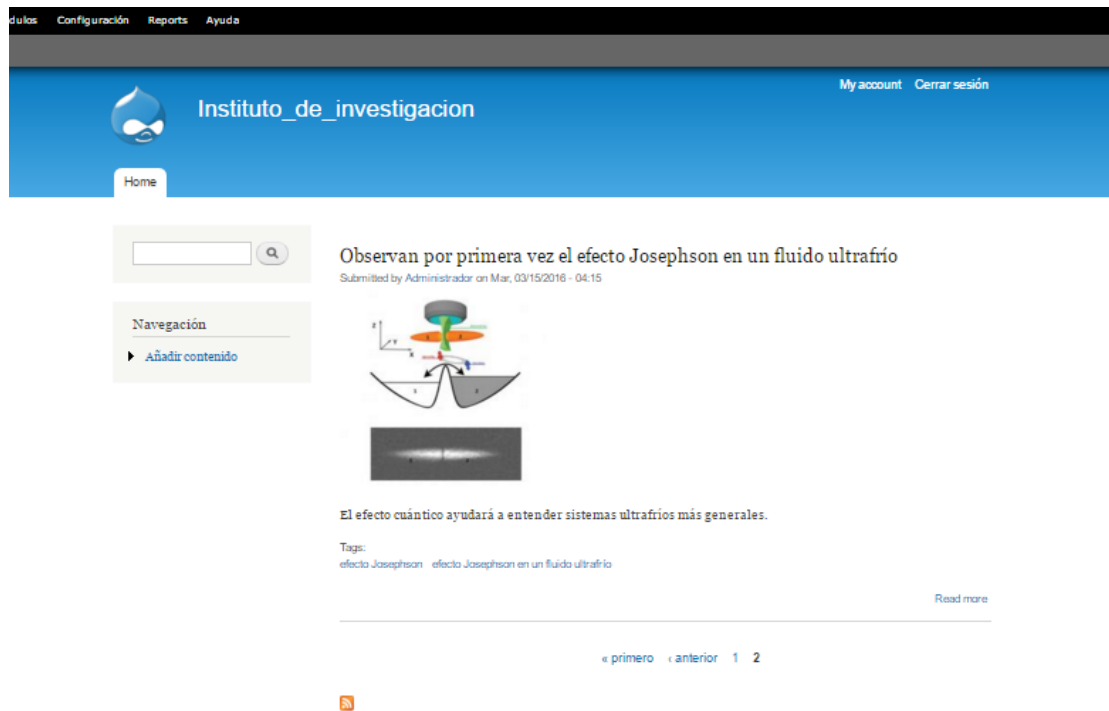 dulos Configuración Reports Ayuda
My account Cerrar sesión
Instituto_de_investigacion
Home
Observan por primera vez el efecto Josephson en un fluido ultrafrío
Submitted by Administrador on Mar, 03/15/2016 - 04:15
Navegación
Añadir contenido
z
Y
X
El efecto cuántico ayudará a entender sistemas ultrafríos más generales.
Tags:
efecto Josephson efecto Josephson en un fluido ultrafrío
Read more
« primero ‹ anterior 1 2